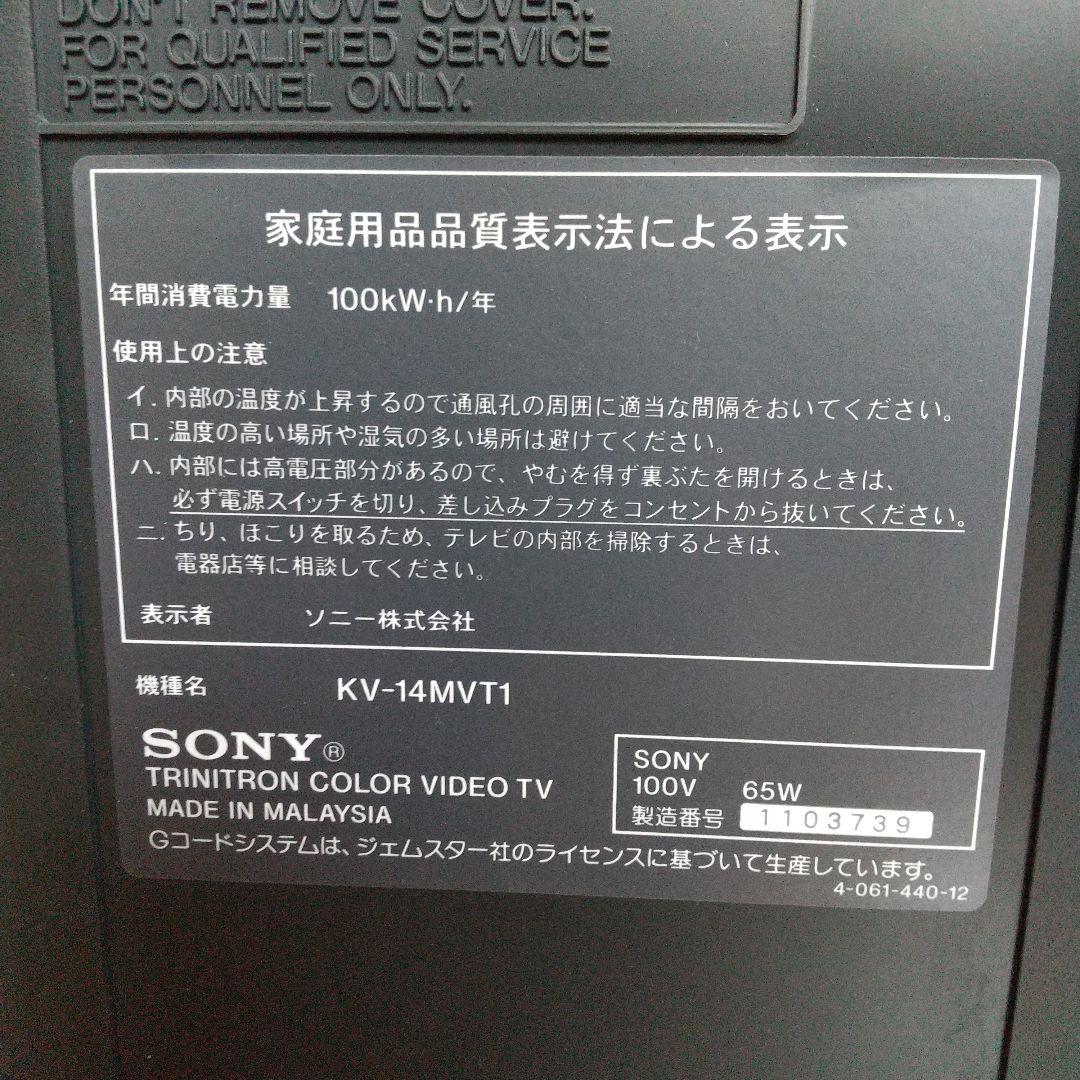 DON'T REMOVE COVER.
FOR QUALIFIED SERVICE
PERSONNEL ONLY.
家庭用品品質表示法による表示
年間消費電力量 100kW·h/年
使用上の注意
イ. 内部の温度が上昇するので通風孔の周囲に適当な間隔をおいてください。
ロ. 温度の高い場所や湿気の多い場所は避けてください。
ハ. 内部には高電圧部分があるので、やむを得ず裏ぶたを開けるときは、
必ず電源スイッチを切り、差し込みプラグをコンセントから抜いてください。
ニ. ちり、ほこりを取るため、テレビの内部を掃除するときは、
電器店等に相談してください。
表示者 ソニー株式会社
機種名 KV-14MVT1
SONY®
TRINITRON COLOR VIDEO TV
MADE IN MALAYSIA
SONY
100V 65W
製造番号 1103739
Gコードシステムは、ジェムスター社のライセンスに基づいて生産しています。
4-061-440-12